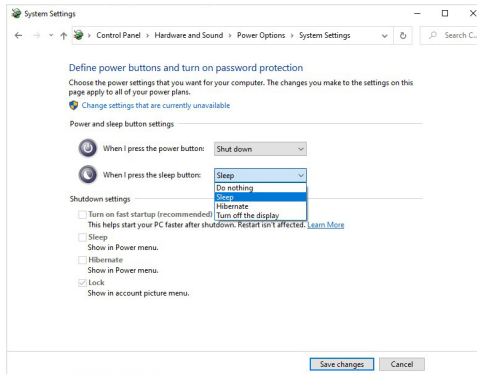 System Settings
Control Panel > Hardware and Sound > Power Options > System Settings
Search C...
Define power buttons and turn on password protection
Choose the power settings that you want for your computer. The changes you make to the settings on this
page apply to all of your power plans.
Change settings that are currently unavailable
Power and sleep button settings
When I press the power button: Shut down
When I press the sleep button: Sleep
Do nothing
Sleep
Hibernate
Turn off the display
Shutdown settings
Turn on fast startup (recommended)
This helps start your PC faster after shutdown. Restart isn't affected. Learn More
Sleep
Show in Power menu.
Hibernate
Show in Power menu.
Lock
Show in account picture menu.
Save changes Cancel